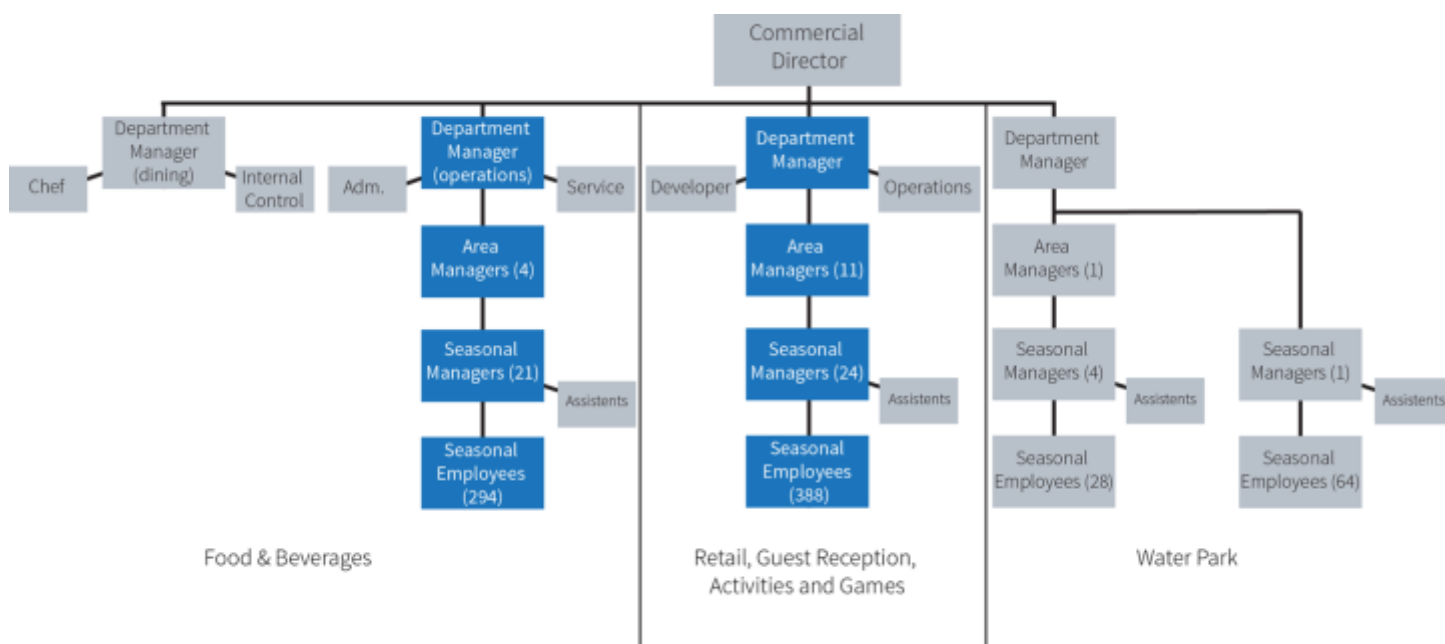 Commercial
Director
Department
Manager
(dining)
Chef
Internal
Control
Department
Manager
(operations)
Adm.
Service
Area
Managers (4)
Seasonal
Managers (21)
Assistents
Seasonal
Employees
(294)
Food & Beverages
Department
Manager
Developer
Operations
Area
Managers (11)
Seasonal
Managers (24)
Assistents
Seasonal
Employees
(388)
Retail, Guest Reception,
Activities and Games
Department
Manager
Area
Managers (1)
Seasonal
Managers (4)
Assistents
Seasonal
Employees (28)
Seasonal
Managers (1)
Assistents
Seasonal
Employees (64)
Water Park